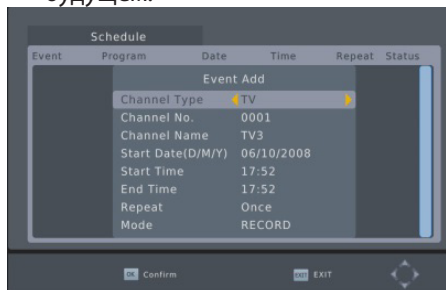 будущем.
Schedule
Event Program Date Time Repeat Status
Event Add
Channel Type TV
Channel No. 0001
Channel Name TV3
Start Date(D/M/Y) 06/10/2008
Start Time 17:52
End Time 17:52
Repeat Once
Mode RECORD
OK Confirm EXIT EXIT